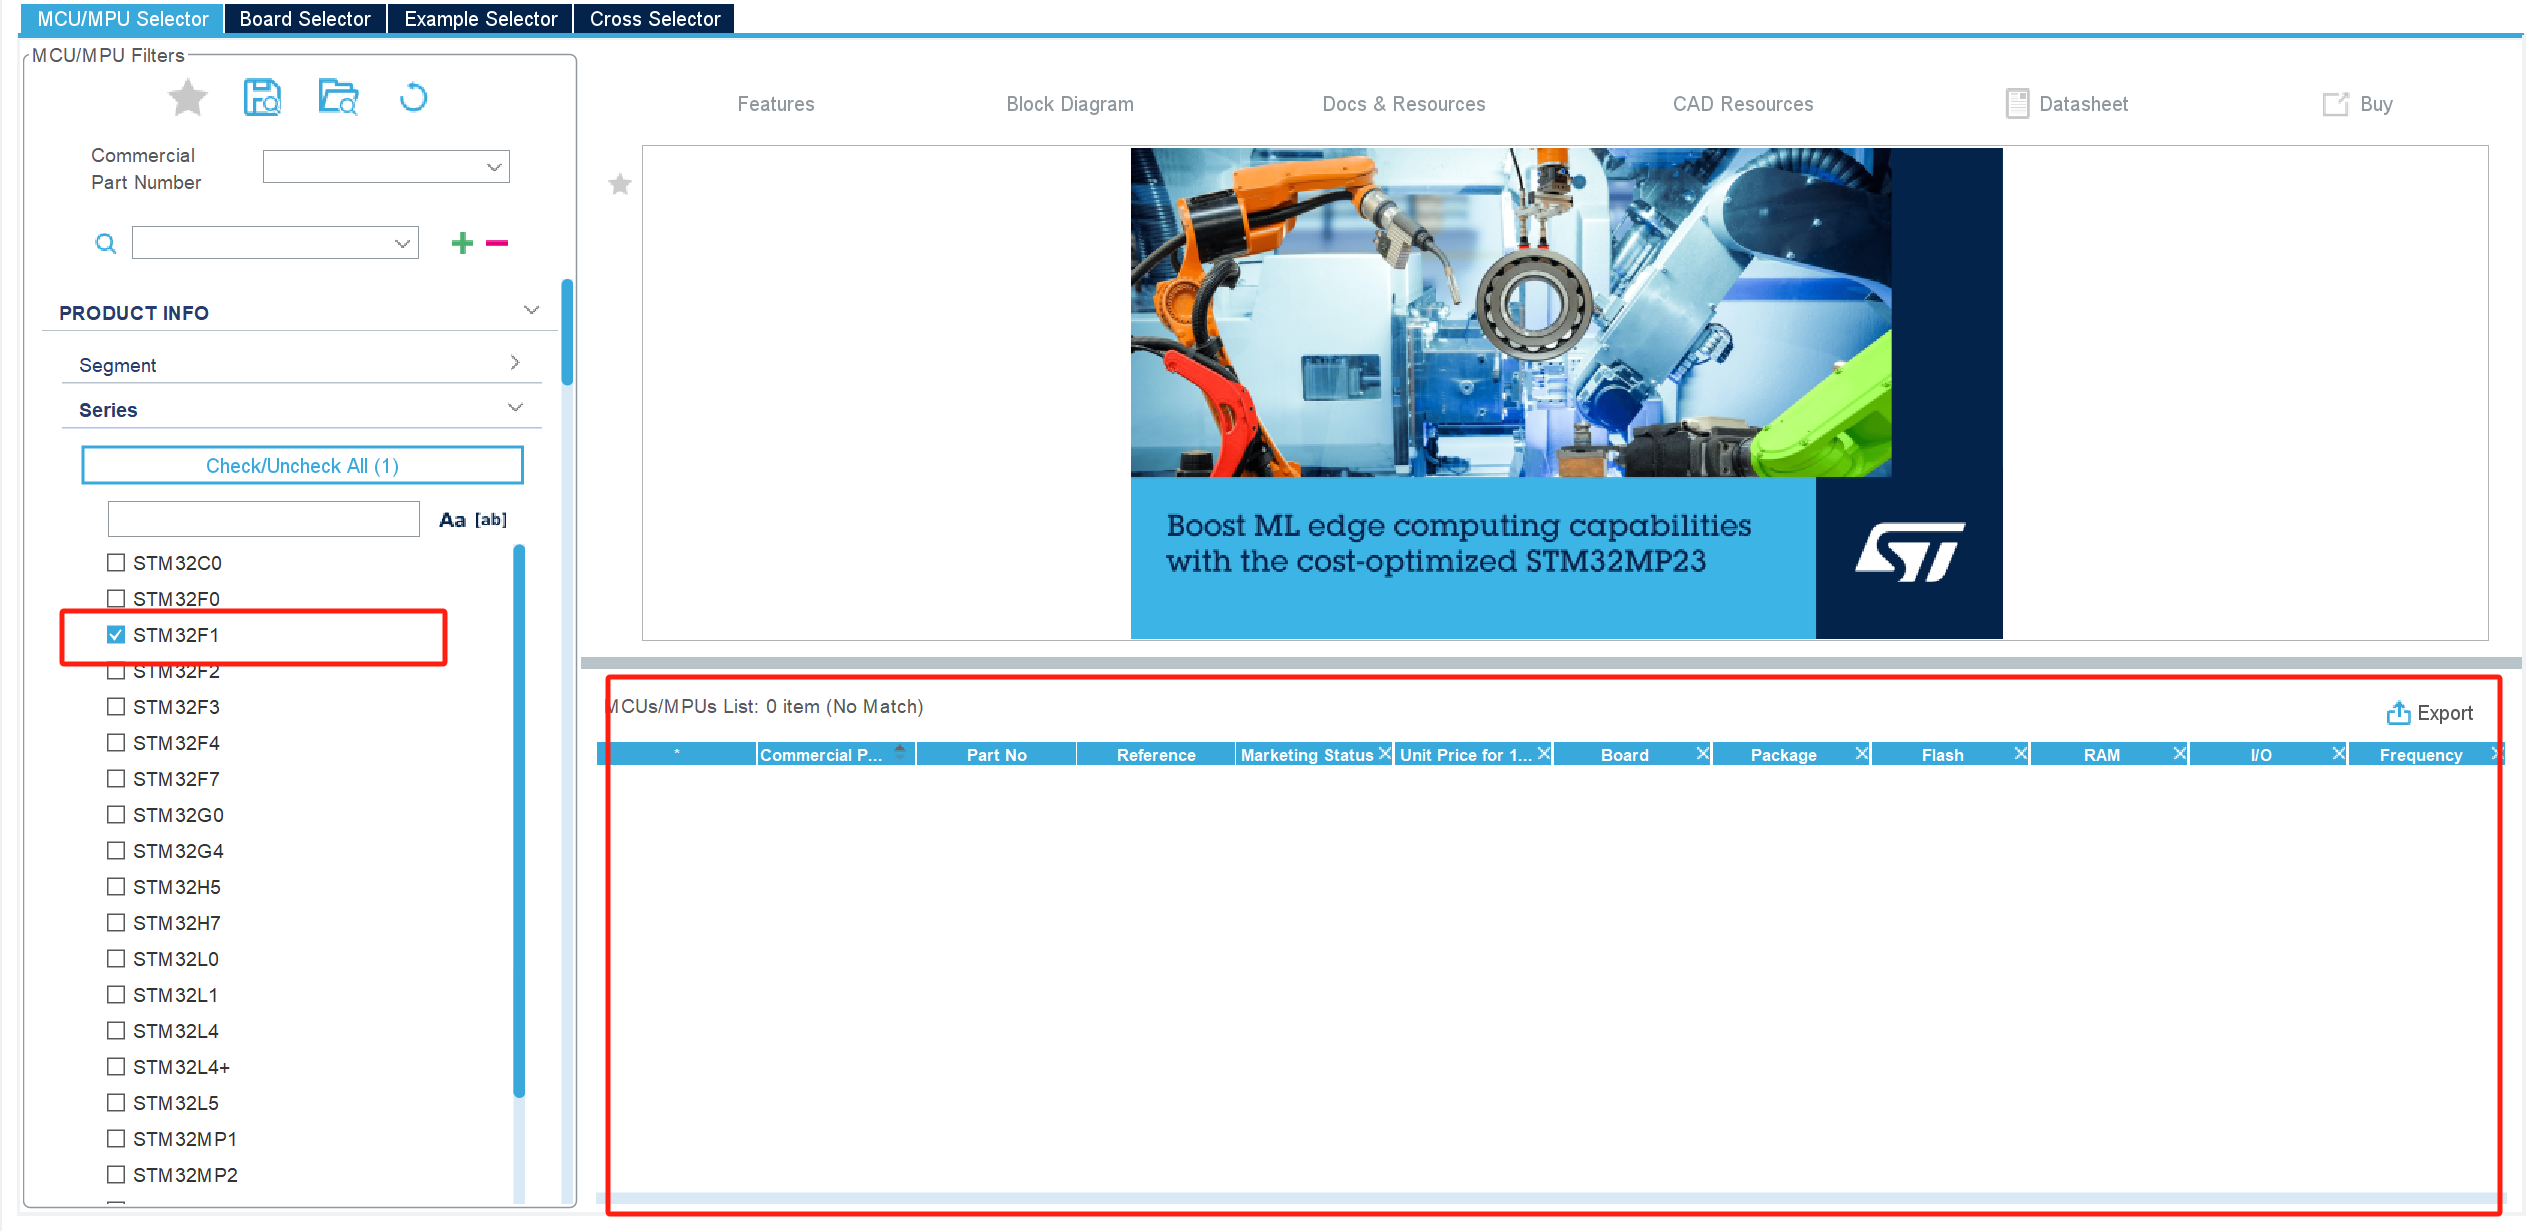 MCU/MPU Selector Board Selector Example Selector Cross Selector
MCU/MPU Filters
Commercial
Part Number
PRODUCT INFO
Segment
Series
Check/Uncheck All (1)
Aa [ab]
STM32C0
STM32F0
STM32F1
STM32F2
STM32F3
STM32F4
STM32F7
STM32G0
STM32G4
STM32H5
STM32H7
STM32L0
STM32L1
STM32L4
STM32L4+
STM32L5
STM32MP1
STM32MP2
Features Block Diagram Docs & Resources CAD Resources Datasheet Buy
Boost ML edge computing capabilities
with the cost-optimized STM32MP23
ST
MCUs/MPUs List: 0 item (No Match)
Export
* Commercial P... Part No Reference Marketing Status Unit Price for 1... Board Package Flash RAM I/O Frequency